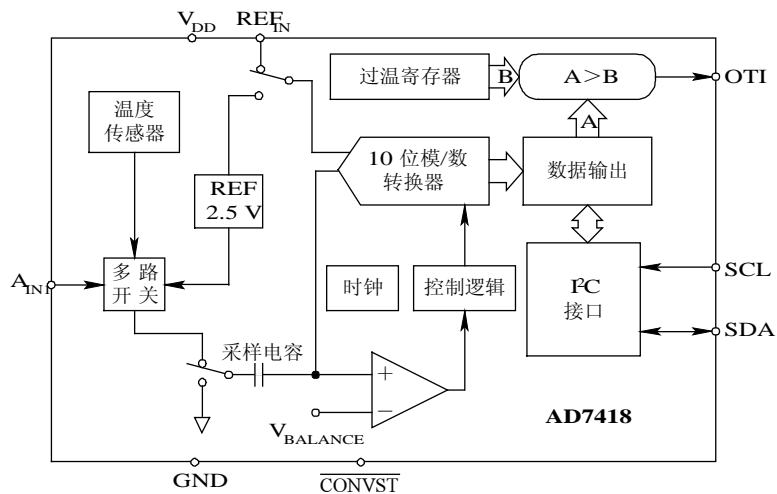 V_DD
REF_IN
过温寄存器
B
A>B
OTI
温度
传感器
A
10 位模/数
转换器
数据输出
REF
2.5 V
A_IN1
多 路
开 关
时钟
控制逻辑
I²C
接口
SCL
SDA
采样电容
+
−
V_BALANCE
AD7418
GND
CONVST